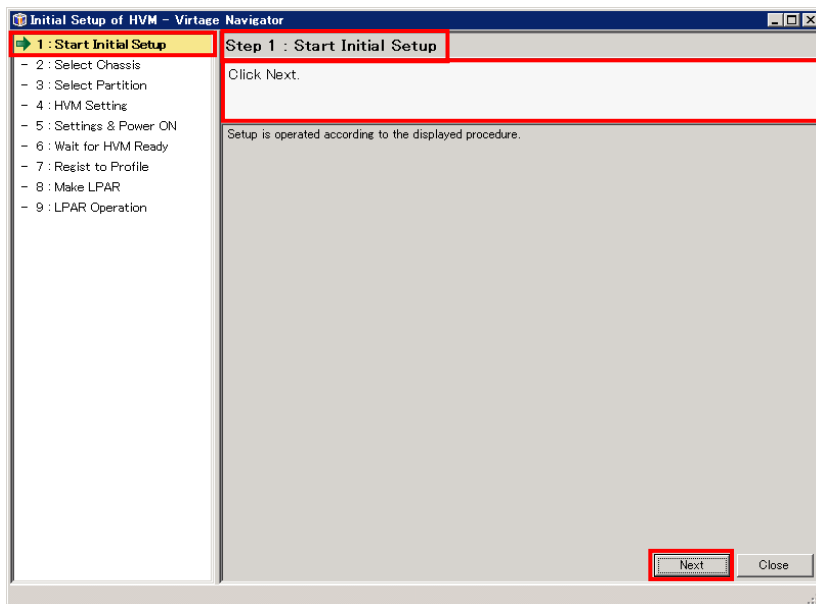 Initial Setup of HVM - Virtage Navigator
1 : Start Initial Setup
- 2 : Select Chassis
- 3 : Select Partition
- 4 : HVM Setting
- 5 : Settings & Power ON
- 6 : Wait for HVM Ready
- 7 : Regist to Profile
- 8 : Make LPAR
- 9 : LPAR Operation
Step 1 : Start Initial Setup
Click Next.
Setup is operated according to the displayed procedure.
Next
Close